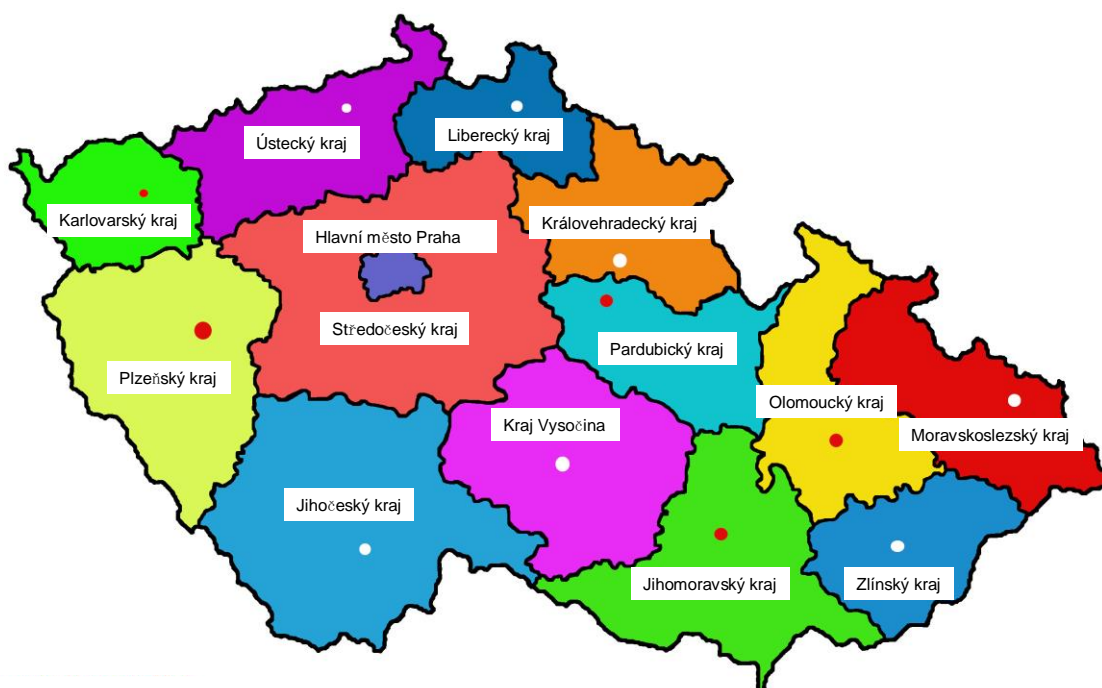 Ústecký kraj
Liberecký kraj
Karlovarský kraj
Královehradecký kraj
Hlavní město Praha
Středočeský kraj
Pardubický kraj
Plzeňský kraj
Olomoucký kraj
Kraj Vysočina
Moravskoslezský kraj
Jihočeský kraj
Jihomoravský kraj
Zlínský kraj